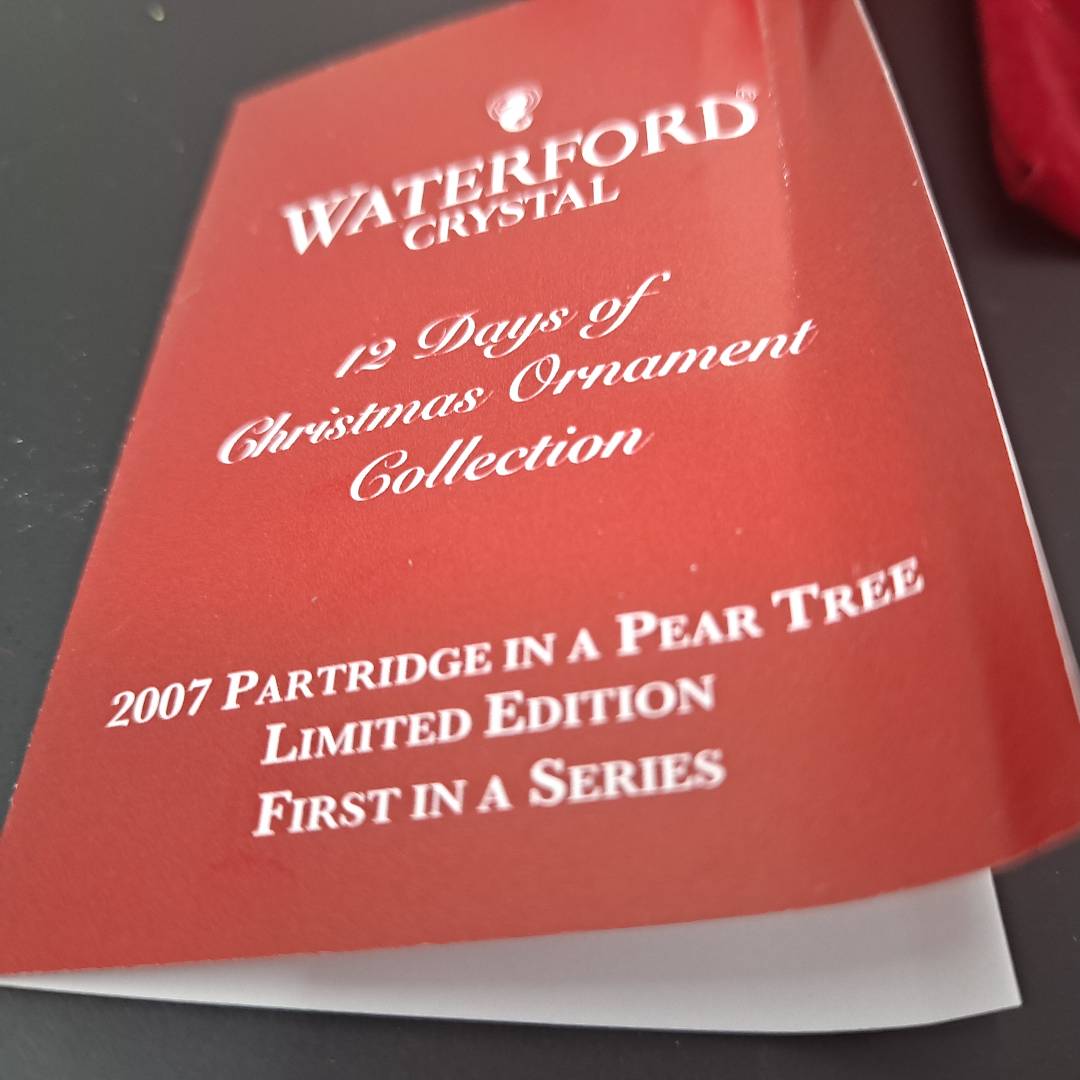 WATERFORD®
CRYSTAL
12 Days of
Christmas Ornament
Collection
2007 PARTRIDGE IN A PEAR TREE
LIMITED EDITION
FIRST IN A SERIES